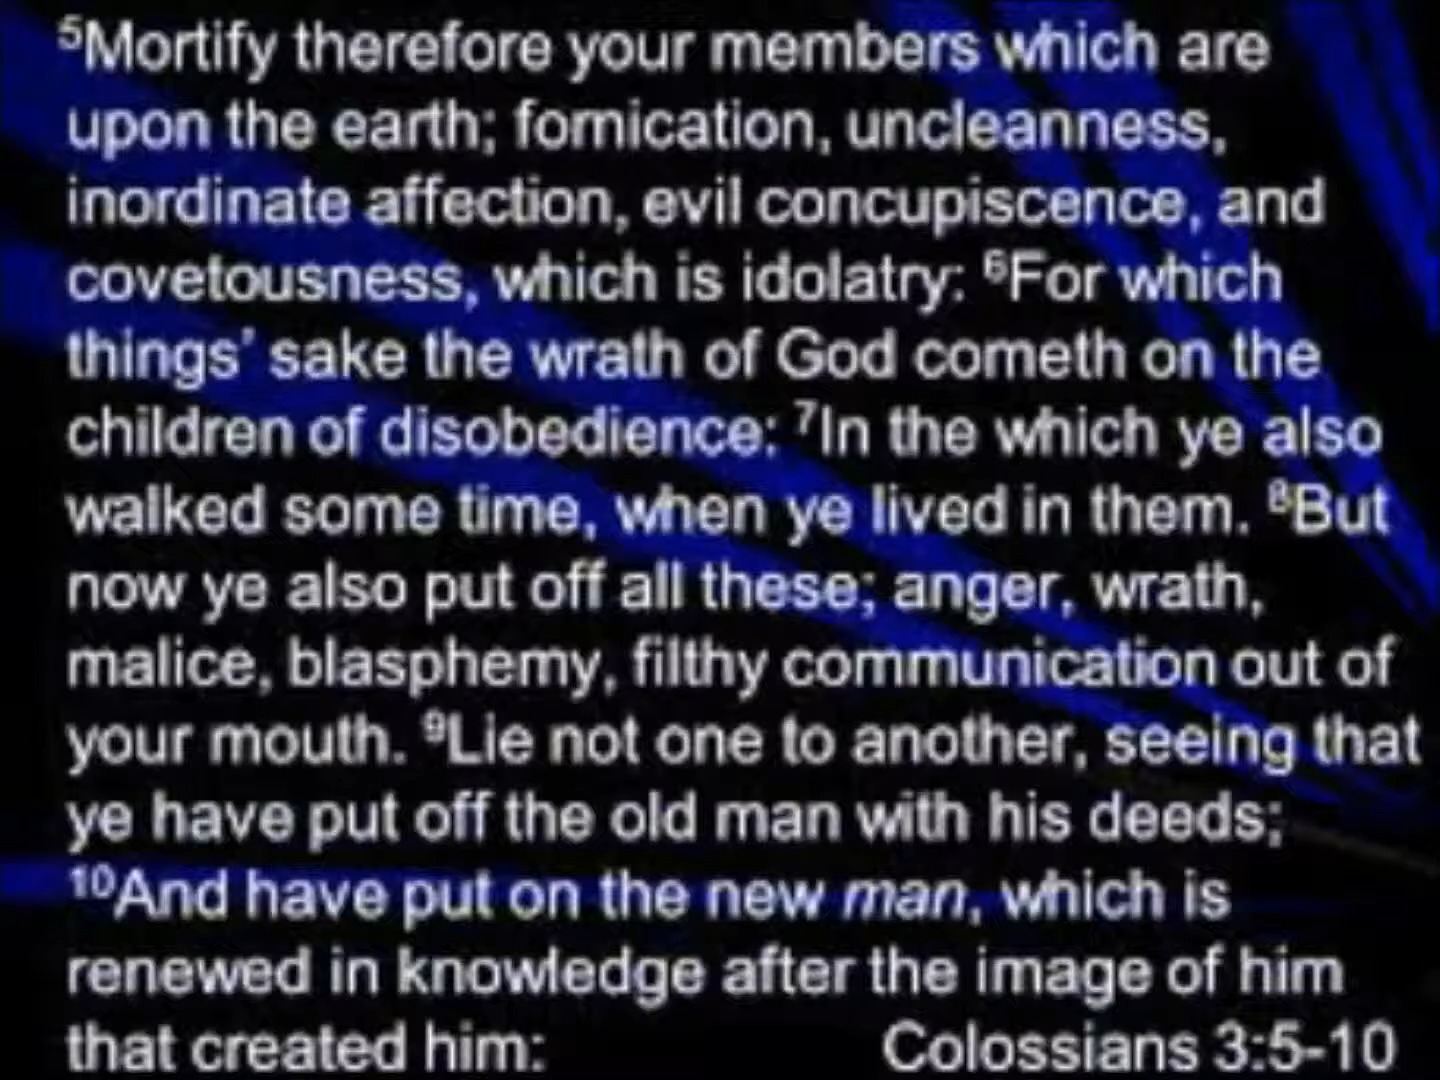 ⁵Mortify therefore your members which are
upon the earth; fornication, uncleanness,
inordinate affection, evil concupiscence, and
covetousness, which is idolatry: ⁶For which
things’ sake the wrath of God cometh on the
children of disobedience: ⁷In the which ye also
walked some time, when ye lived in them. ⁸But
now ye also put off all these; anger, wrath,
malice, blasphemy, filthy communication out of
your mouth. ⁹Lie not one to another, seeing that
ye have put off the old man with his deeds;
¹⁰And have put on the new man, which is
renewed in knowledge after the image of him
that created him: Colossians 3:5-10